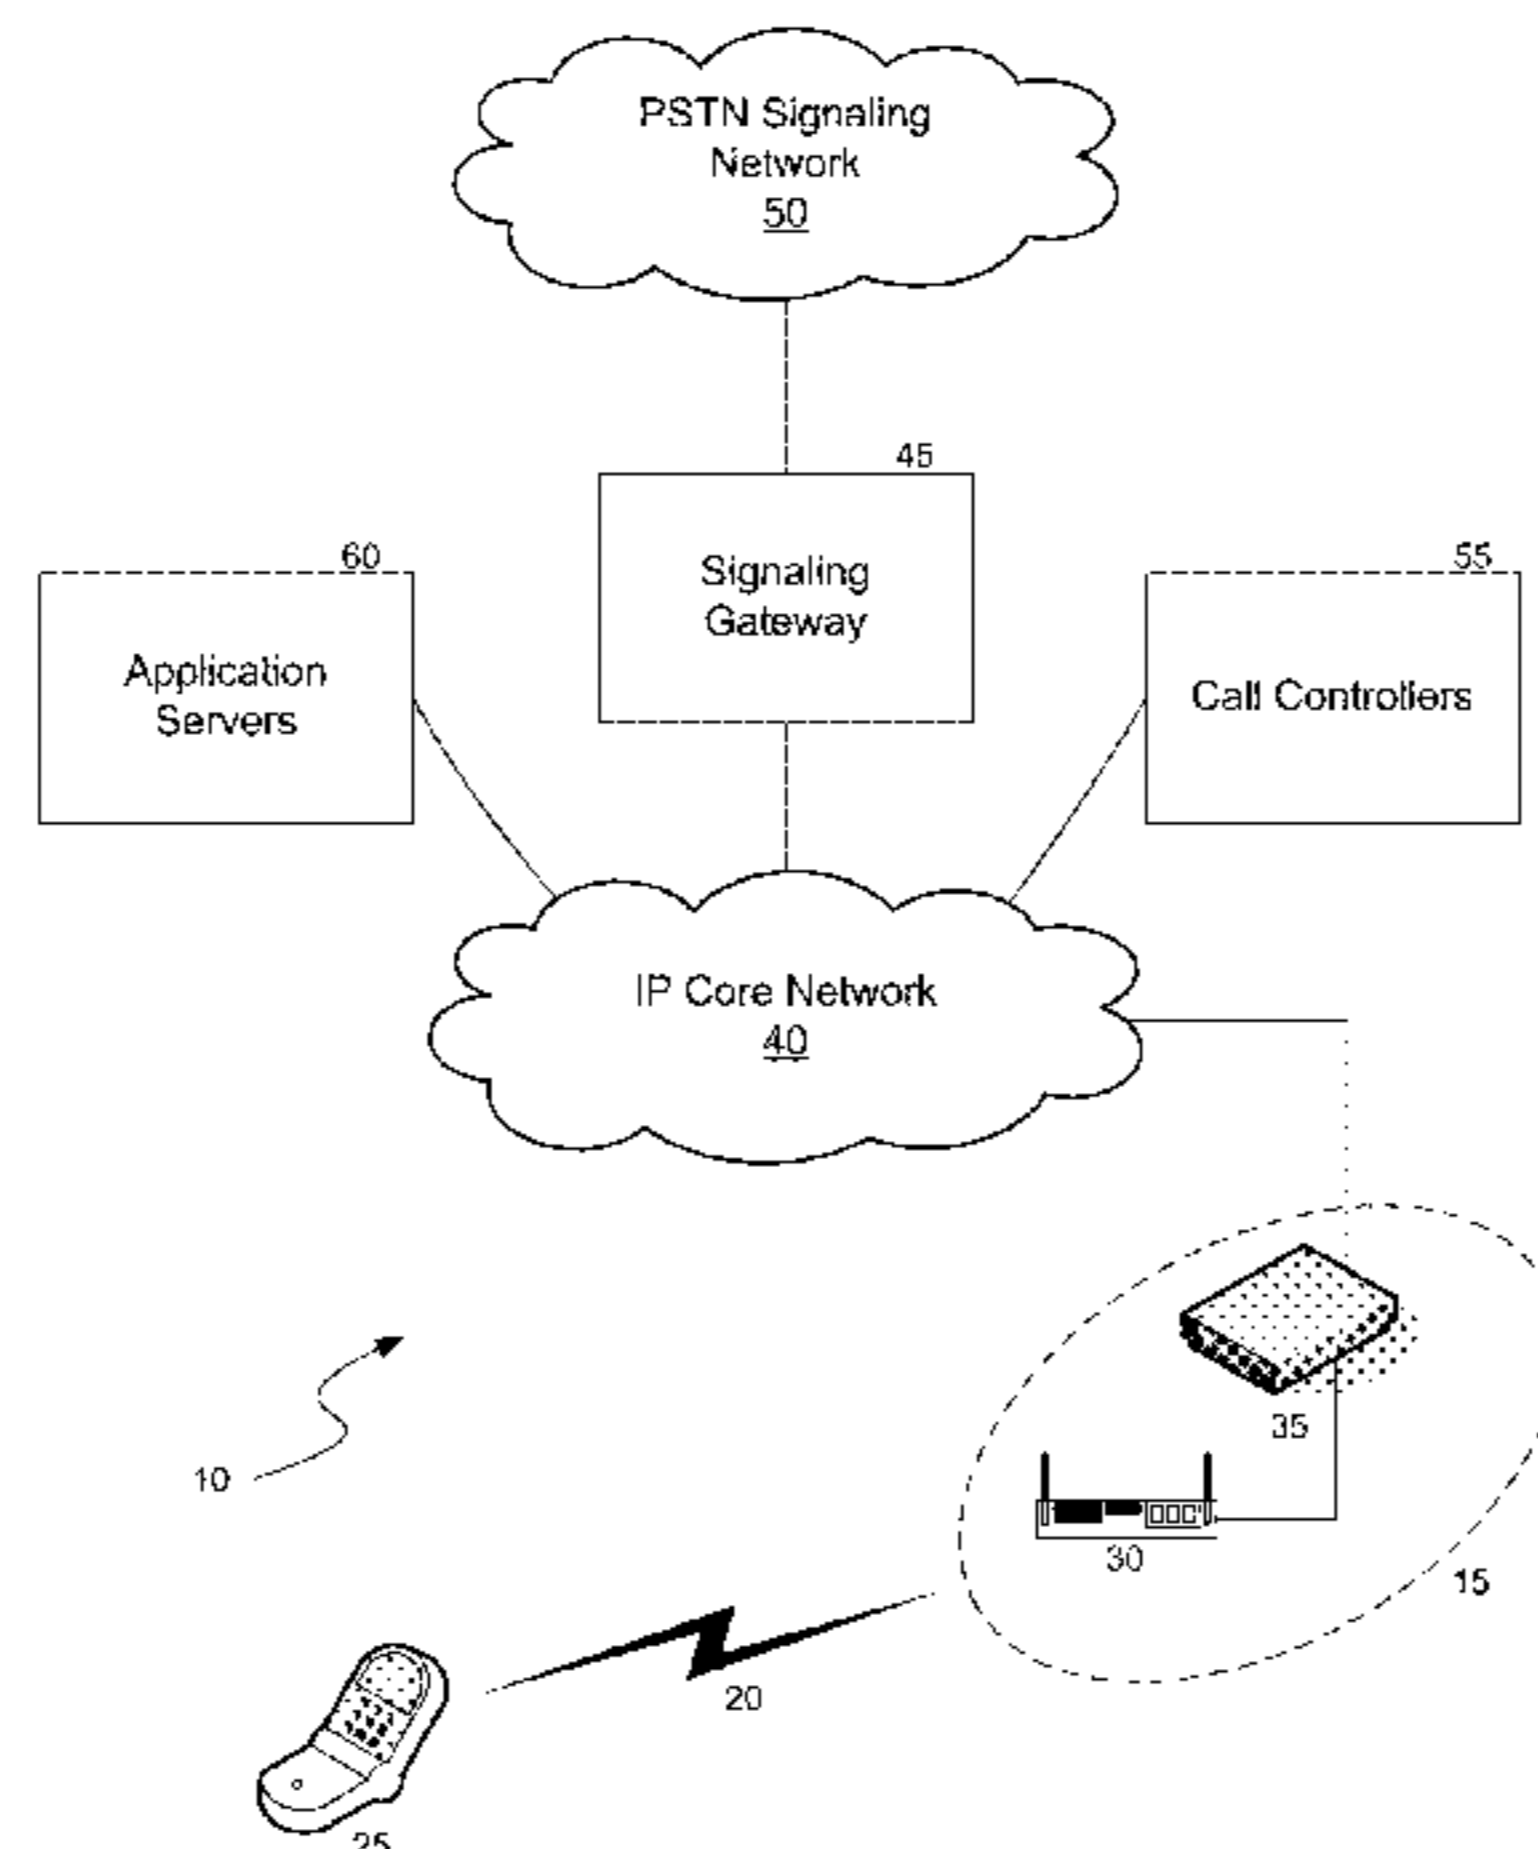 PSTN Signaling
Network
50
45
Signaling
Gateway
60
Application
Servers
55
Call Controllers
IP Core Network
40
35
30
15
10
20
25